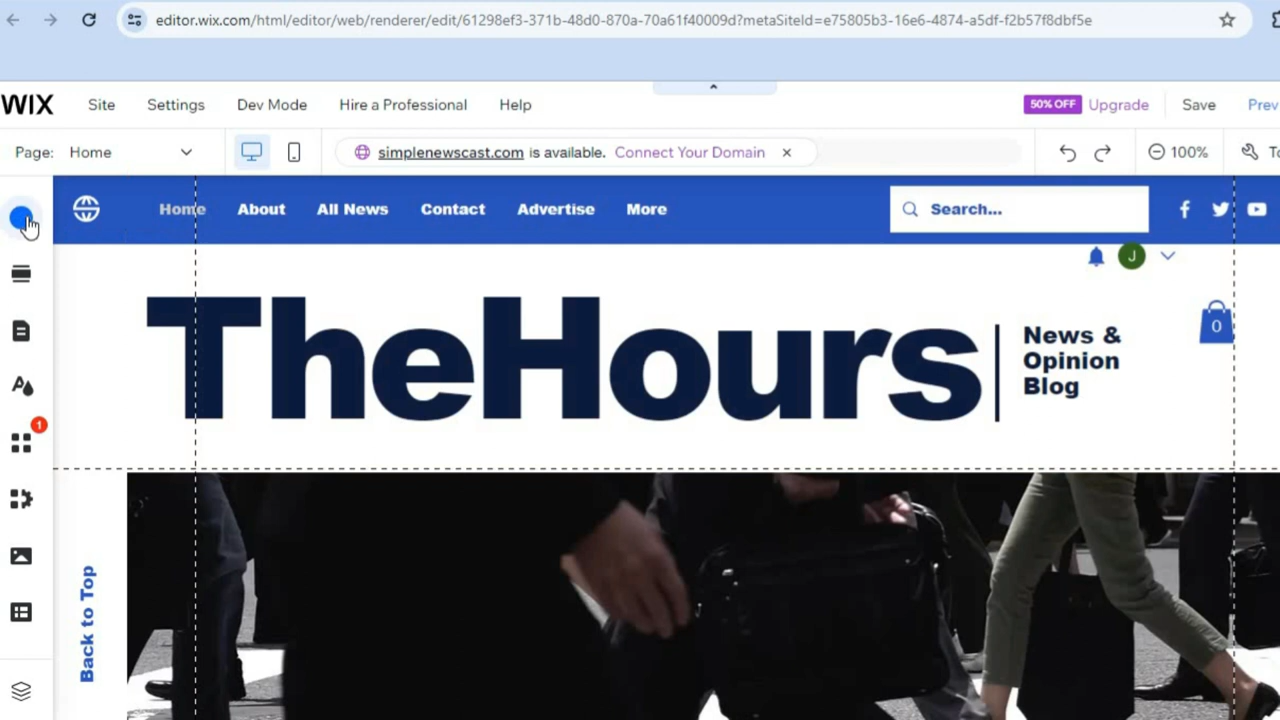 editor.wix.com/html/editor/web/renderer/edit/61298ef3-371b-48d0-870a-70a61f40009d?metaSiteId=e75805b3-16e6-4874-a5df-f2b57f8dbf5e
WIX Site Settings Dev Mode Hire a Professional Help 50% OFF Upgrade Save Prev
Page: Home simplenewscast.com is available. Connect Your Domain 100% To
Home About All News Contact Advertise More Search...
J
TheHours
News &
Opinion
Blog
0
1
Back to Top